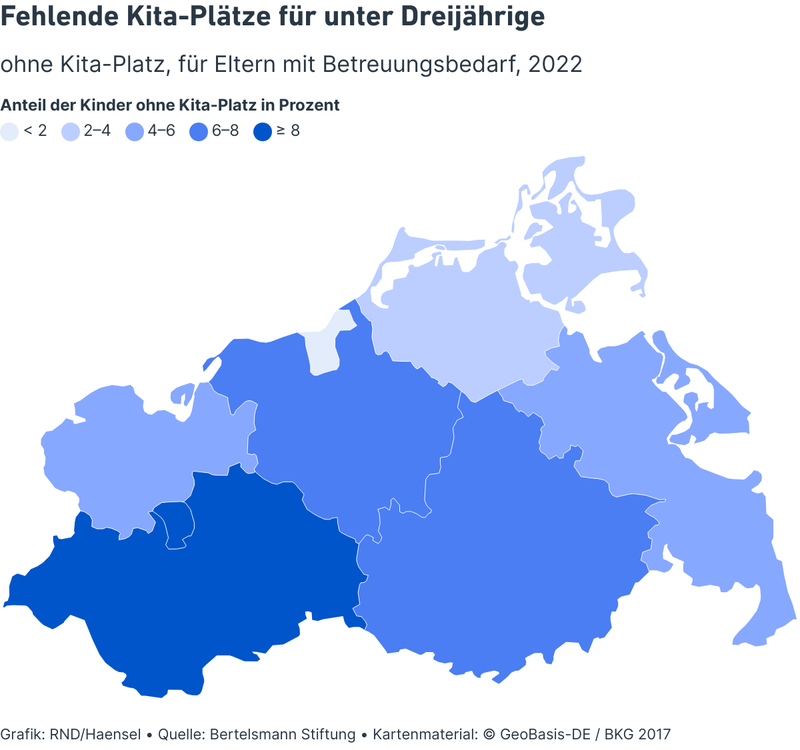 Fehlende Kita-Plätze für unter Dreijährige
ohne Kita-Platz, für Eltern mit Betreuungsbedarf, 2022
Anteil der Kinder ohne Kita-Platz in Prozent
< 2 2–4 4–6 6–8 ≥ 8
Grafik: RND/Haensel • Quelle: Bertelsmann Stiftung • Kartenmaterial: © GeoBasis-DE / BKG 2017